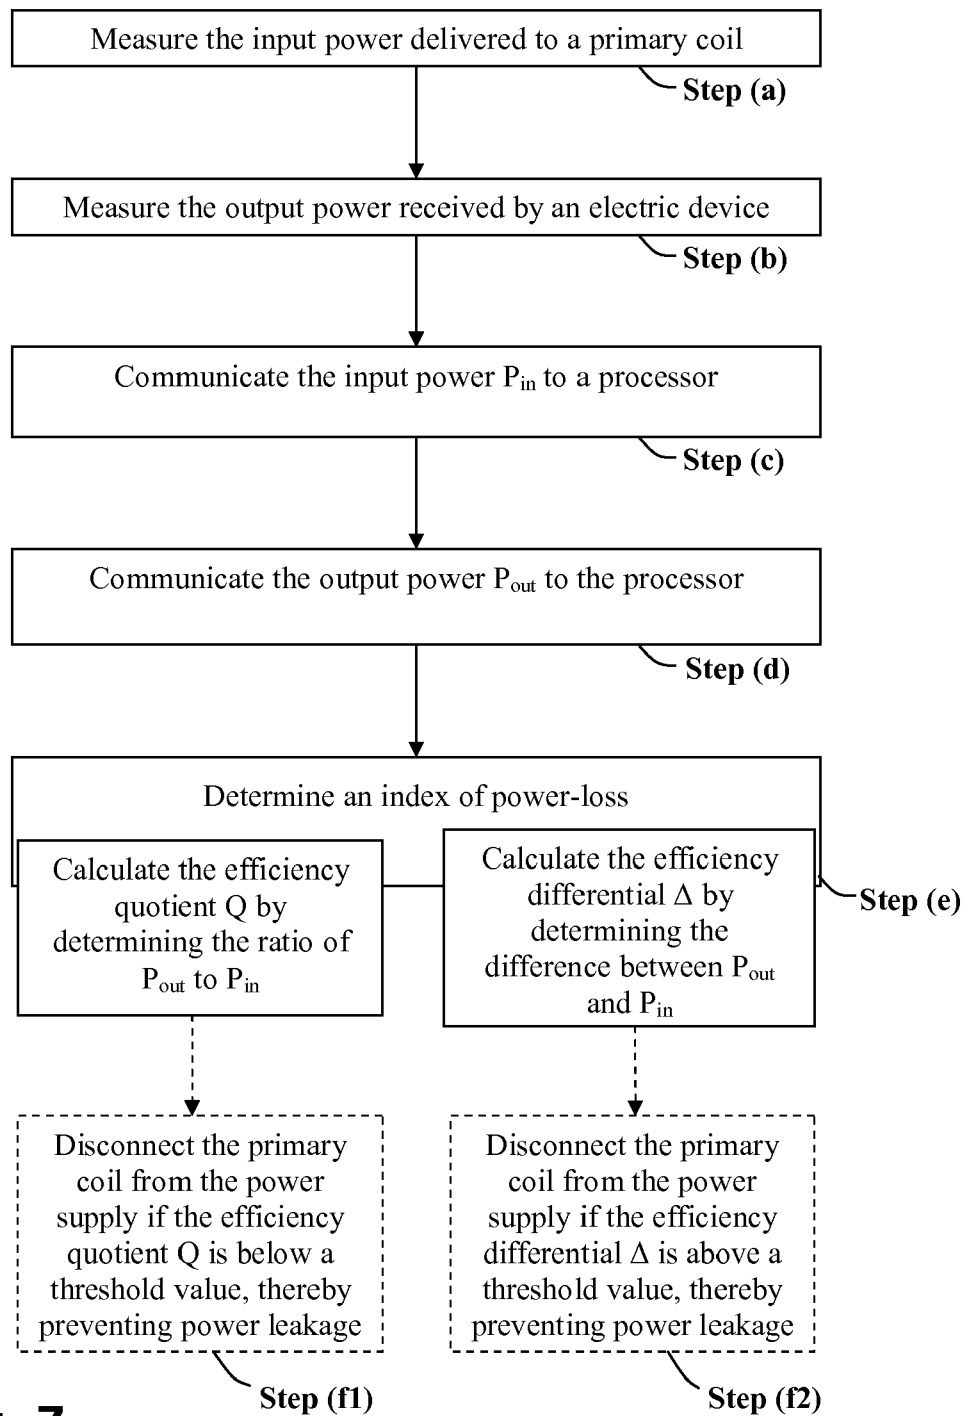 Measure the input power delivered to a primary coil
Step (a)
Measure the output power received by an electric device
Step (b)
Communicate the input power Pin to a processor
Step (c)
Communicate the output power Pout to the processor
Step (d)
Determine an index of power-loss
Calculate the efficiency
quotient Q by
determining the ratio of
Pout to Pin
Calculate the efficiency
differential Δ by
determining the
difference between Pout
and Pin
Step (e)
Disconnect the primary
coil from the power
supply if the efficiency
quotient Q is below a
threshold value, thereby
preventing power leakage
Step (f1)
Disconnect the primary
coil from the power
supply if the efficiency
differential Δ is above a
threshold value, thereby
preventing power leakage
Step (f2)